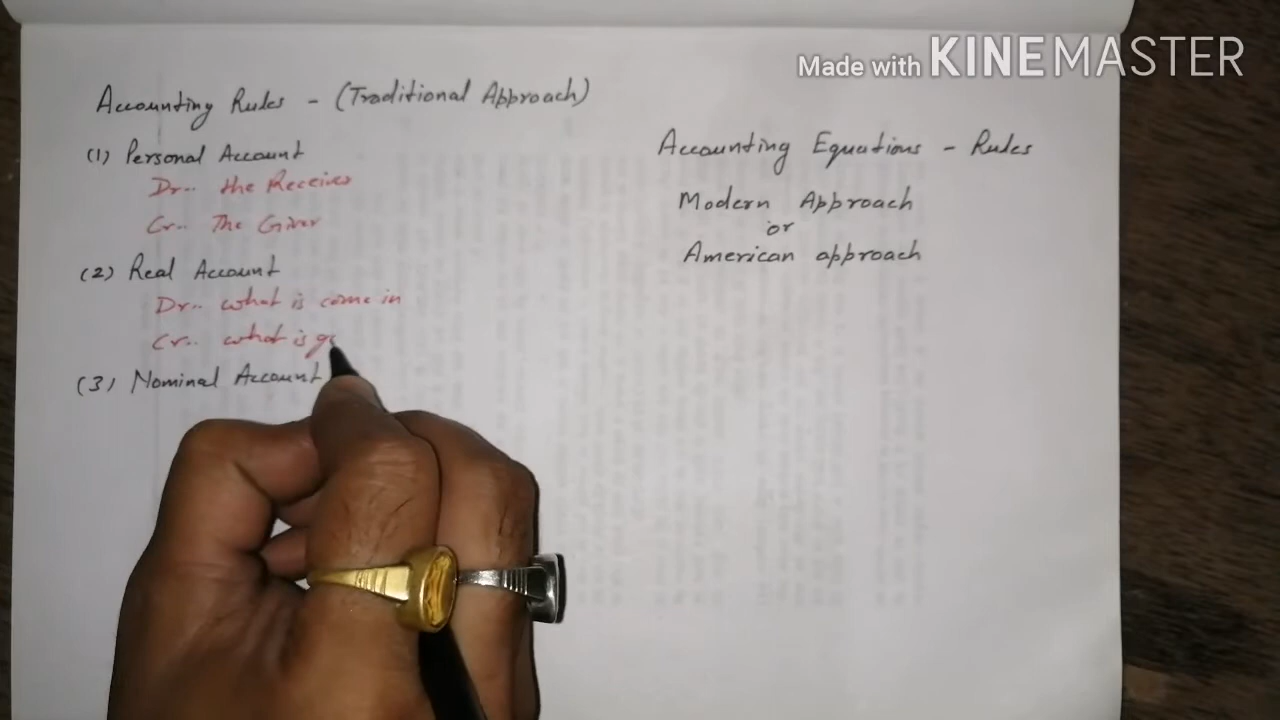 Made with KINEMASTER
Accounting Rules - (Traditional Approach)
(1) Personal Account
Dr.. the Receiver
Cr.. The Giver
(2) Real Account
Dr.. what is come in
Cr.. what is g
(3) Nominal Account
Accounting Equations - Rules
Modern Approach
or
American approach